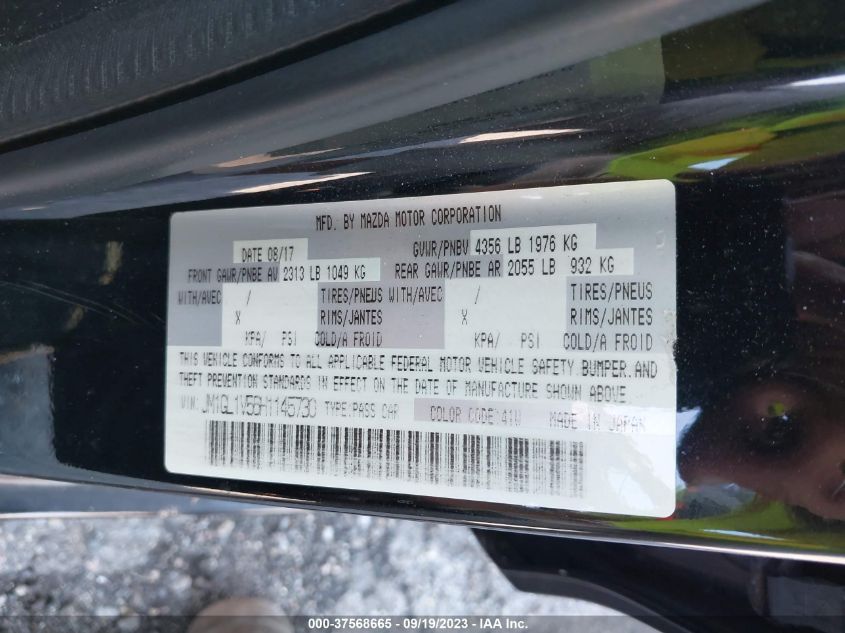 MFD. BY MAZDA MOTOR CORPORATION
DATE 08/17 GVWR/PNBV 4356 LB 1976 KG
FRONT GAWR/PNBE AV 2313 LB 1049 KG REAR GAWR/PNBE AR 2055 LB 932 KG
WITH/AVEC / TIRES/PNEUS WITH/AVEC / TIRES/PNEUS
X RIMS/JANTES X RIMS/JANTES
KPA/ PSI COLD/A FROID KPA/ PSI COLD/A FROID
THIS VEHICLE CONFORMS TO ALL APPLICABLE FEDERAL MOTOR VEHICLE SAFETY, BUMPER, AND
THEFT PREVENTION STANDARDS IN EFFECT ON THE DATE OF MANUFACTURE SHOWN ABOVE
VIN: JM1GL1V56H1145730 TYPE:PASS CAR COLOR CODE:41W MADE IN JAPAN
000-37568665 - 09/19/2023 - IAA Inc.